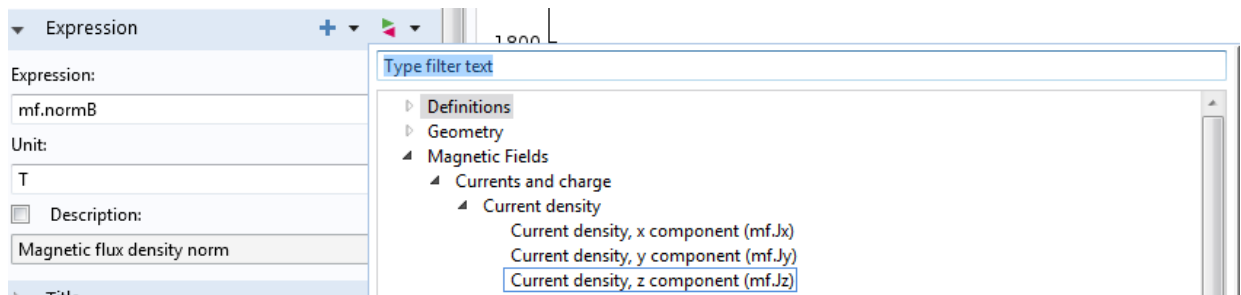 Expression
1800
Type filter text
Expression:
mf.normB
Unit:
T
Description:
Magnetic flux density norm
Definitions
Geometry
Magnetic Fields
Currents and charge
Current density
Current density, x component (mf.Jx)
Current density, y component (mf.Jy)
Current density, z component (mf.Jz)
Title